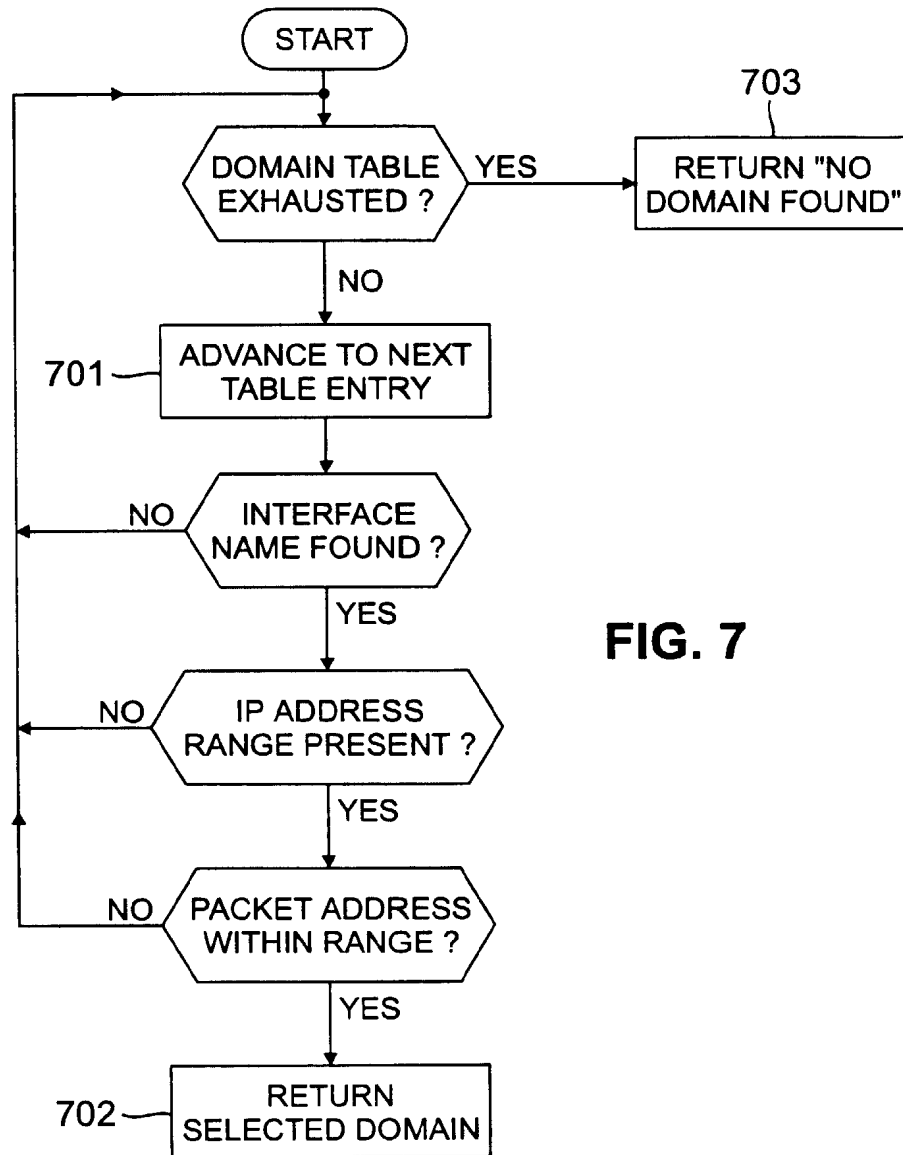 START
703
DOMAIN TABLE
EXHAUSTED ?
YES
RETURN "NO
DOMAIN FOUND"
NO
701
ADVANCE TO NEXT
TABLE ENTRY
NO
INTERFACE
NAME FOUND ?
YES
FIG. 7
NO
IP ADDRESS
RANGE PRESENT ?
YES
NO
PACKET ADDRESS
WITHIN RANGE ?
YES
702
RETURN
SELECTED DOMAIN